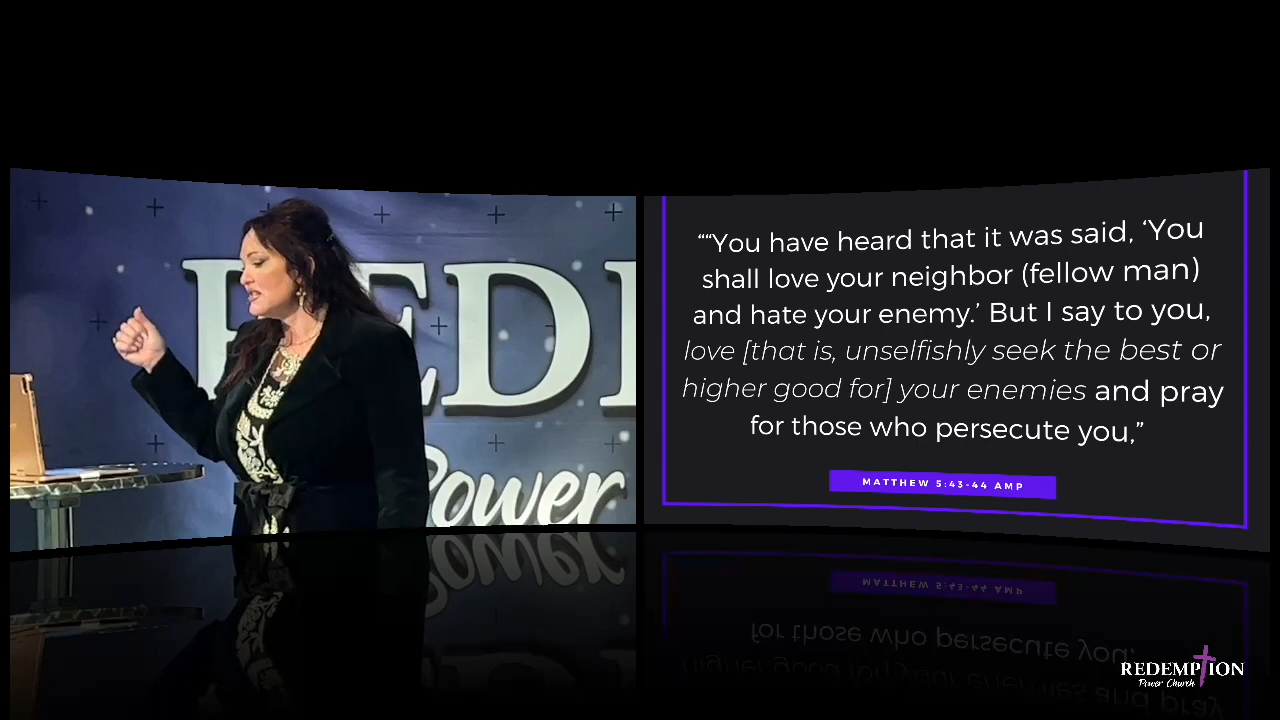 REDE
Power
““You have heard that it was said, ‘You
shall love your neighbor (fellow man)
and hate your enemy.’ But I say to you,
love [that is, unselfishly seek the best or
higher good for] your enemies and pray
for those who persecute you,”
MATTHEW 5:43-44 AMP
REDEMPTION
Power Church